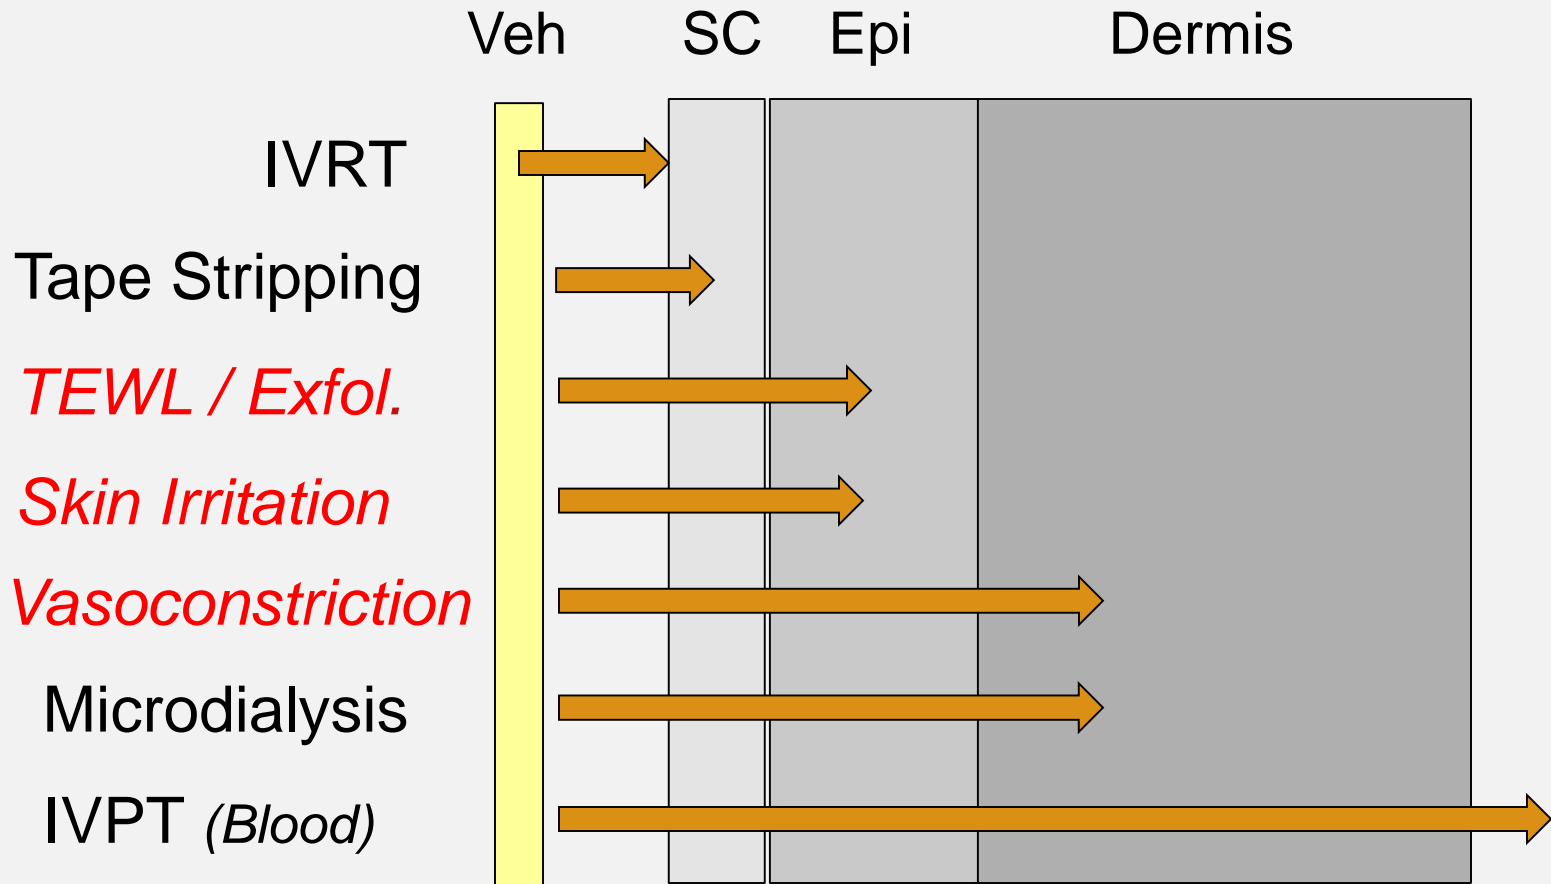 Veh SC Epi Dermis
IVRT
Tape Stripping
TEWL / Exfol.
Skin Irritation
Vasoconstriction
Microdialysis
IVPT (Blood)